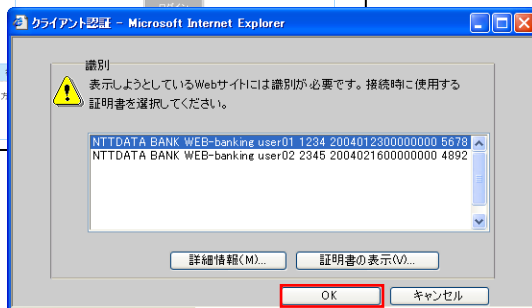 ログイン
クライアント認証 - Microsoft Internet Explorer
識別
表示しようとしているWebサイトには識別が必要です。接続時に使用する
証明書を選択してください。
NTTDATA BANK WEB-banking user01 1234 2004012300000000 5678
NTTDATA BANK WEB-banking user02 2345 2004021600000000 4892
詳細情報(M)...
証明書の表示(V)...
OK
キャンセル